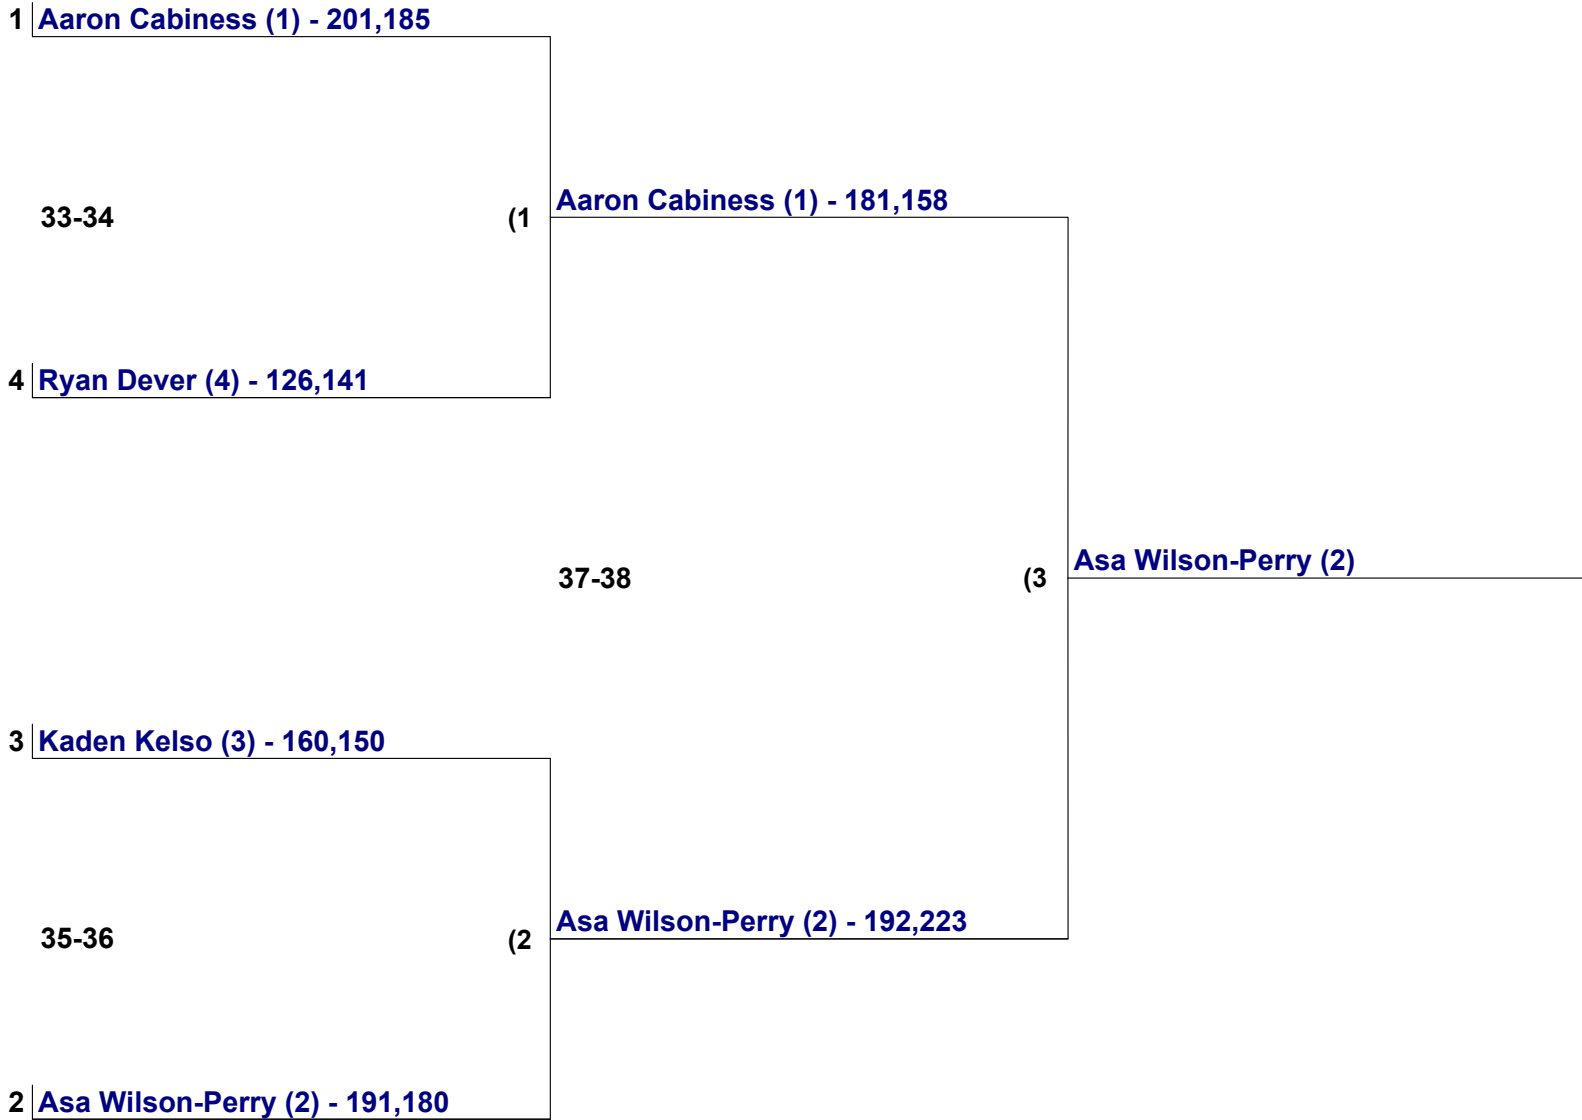 1 Aaron Cabiness (1) - 201,185
33-34 (1
Aaron Cabiness (1) - 181,158
4 Ryan Dever (4) - 126,141
37-38 (3
Asa Wilson-Perry (2)
3 Kaden Kelso (3) - 160,150
35-36 (2
Asa Wilson-Perry (2) - 192,223
2 Asa Wilson-Perry (2) - 191,180